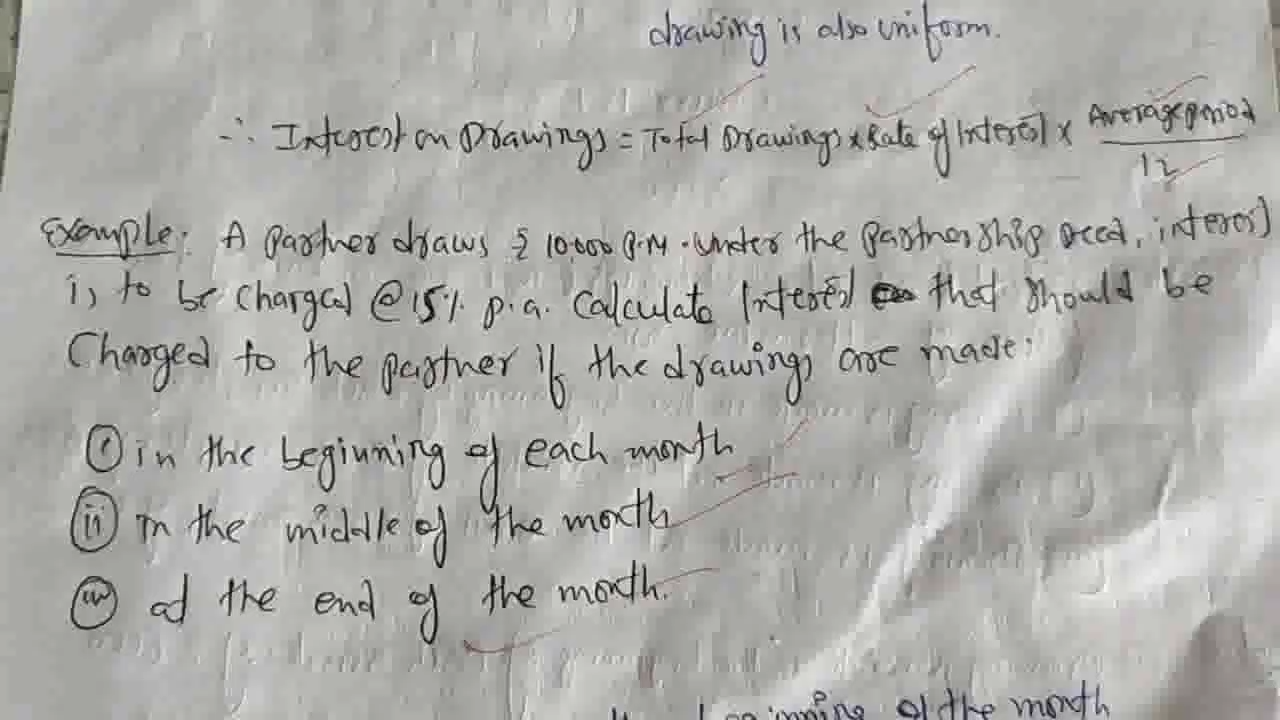 drawing is also uniform.
∴ Interest on Drawings = Total Drawings × Rate of Interest × Average period / 12
Example: A partner draws ₹ 10,000 P.M. Under the partnership deed, interest
is to be charged @ 15% p.a. Calculate Interest that should be
Charged to the partner if the drawings are made:
(i) in the beginning of each month
(ii) in the middle of the month
(iii) at the end of the month.
beginning of the month